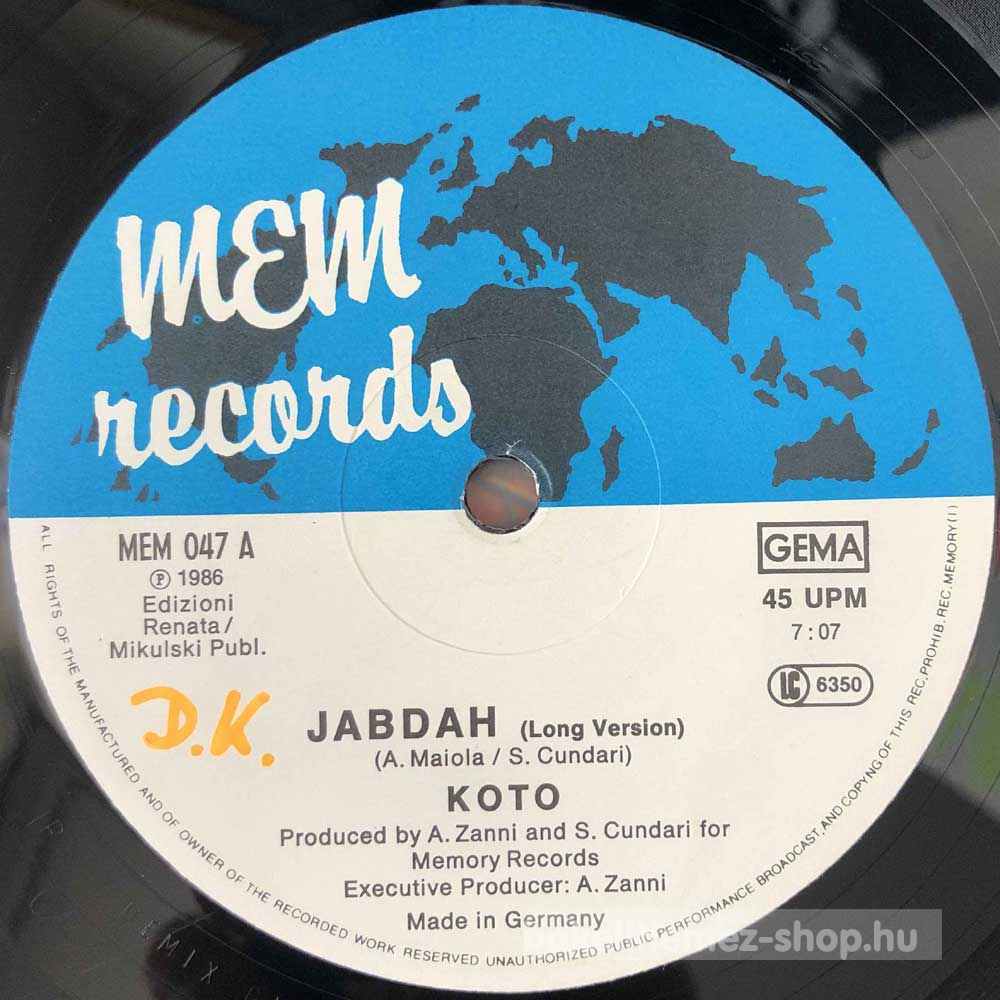 MEM
records
MEM 047 A
Ⓟ 1986
Edizioni
Renata /
Mikulski Publ.
GEMA
45 UPM
7 : 07
LC 6350
D.K.
JABDAH (Long Version)
(A. Maiola / S. Cundari)
KOTO
Produced by A. Zanni and S. Cundari for
Memory Records
Executive Producer: A. Zanni
Made in Germany
ALL RIGHTS OF THE MANUFACTURED AND OF OWNER OF THE RECORDED WORK RESERVED UNAUTHORIZED PUBLIC PERFORMANCE BROADCAST, AND COPYNG OF THIS REC. PROHIB. REC. MEMORY (I)